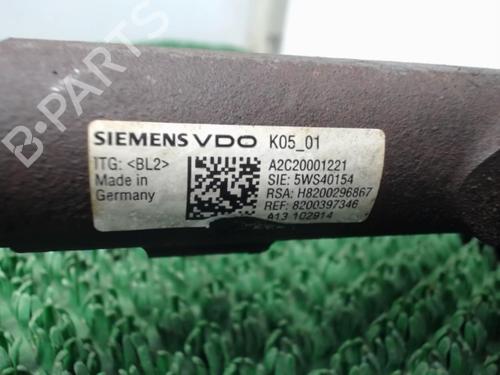 SIEMENS VDO K05_01
ITG: <BL2> A2C20001221
Made in SIE: 5WS40154
Germany RSA: H8200296867
REF: 8200397346
A13 102914
B-PARTS